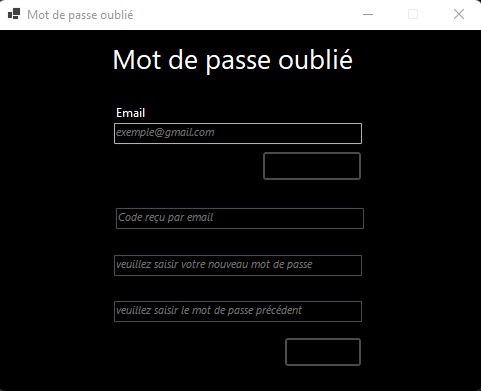 Mot de passe oublié
Mot de passe oublié
Email
exemple@gmail.com
Code reçu par email
veuillez saisir votre nouveau mot de passe
veuillez saisir le mot de passe précédent